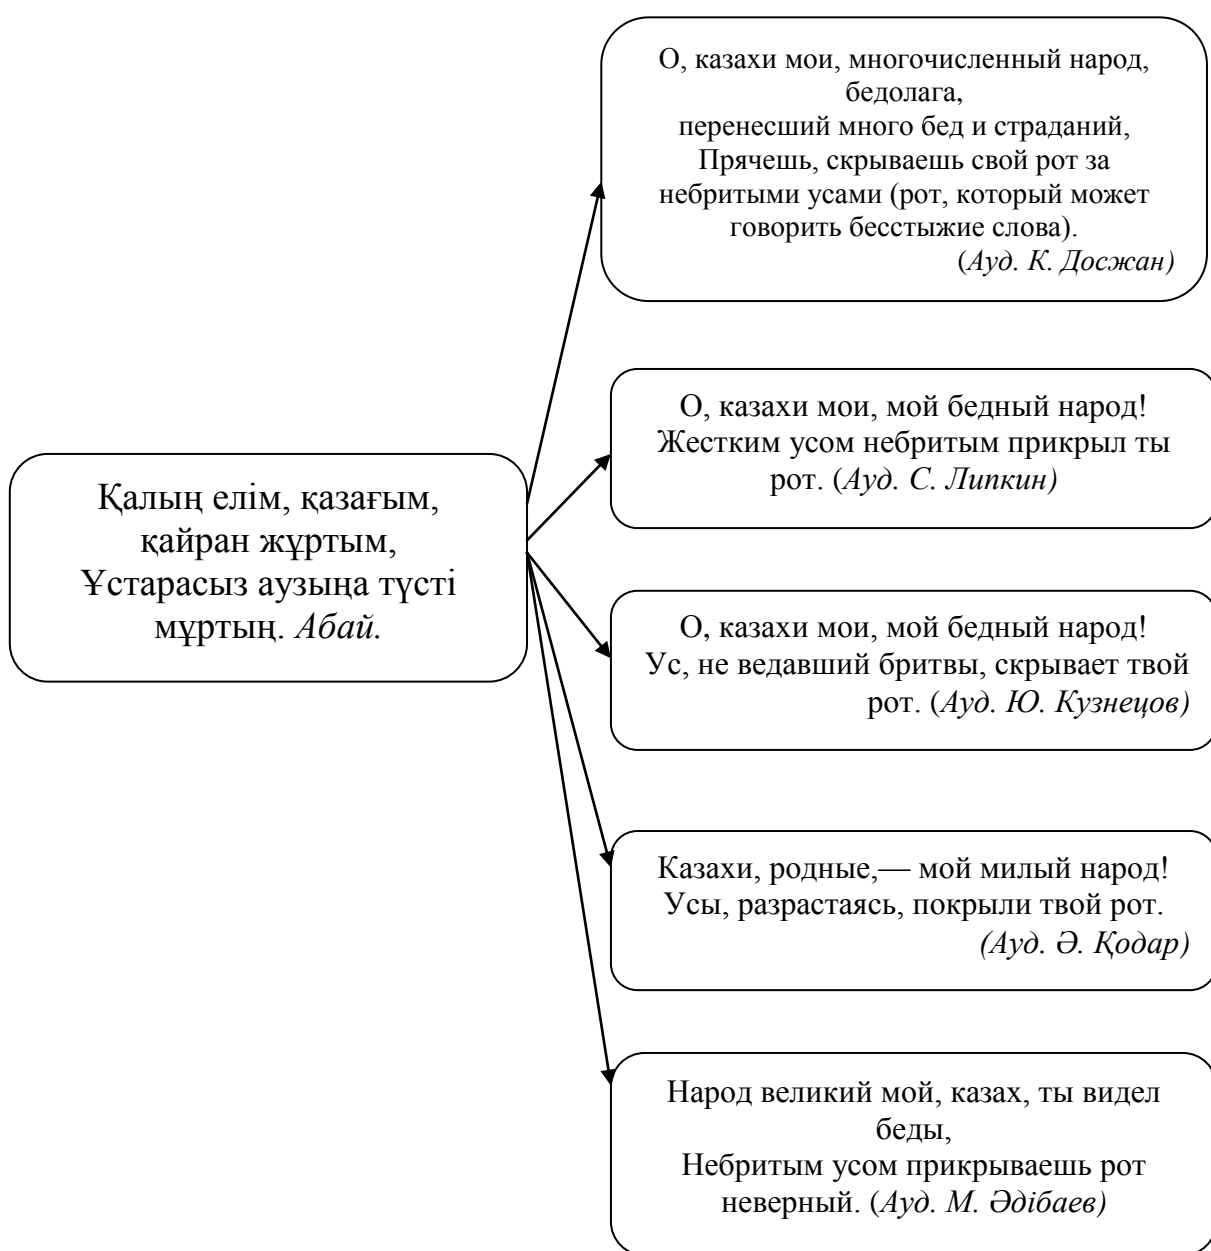 Қалың елім, қазағым,
қайран жұртым,
Ұстарасыз аузыңа түсті
мұртың. Абай.
О, казахи мои, многочисленный народ,
бедолага,
перенесший много бед и страданий,
Прячешь, скрываешь свой рот за
небритыми усами (рот, который может
говорить бесстыжие слова).
(Ауд. К. Досжан)
О, казахи мои, мой бедный народ!
Жестким усом небритым прикрыл ты
рот. (Ауд. С. Липкин)
О, казахи мои, мой бедный народ!
Ус, не ведавший бритвы, скрывает твой
рот. (Ауд. Ю. Кузнецов)
Казахи, родные,— мой милый народ!
Усы, разрастаясь, покрыли твой рот.
(Ауд. Ә. Қодар)
Народ великий мой, казах, ты видел
беды,
Небритым усом прикрываешь рот
неверный. (Ауд. М. Әдібаев)